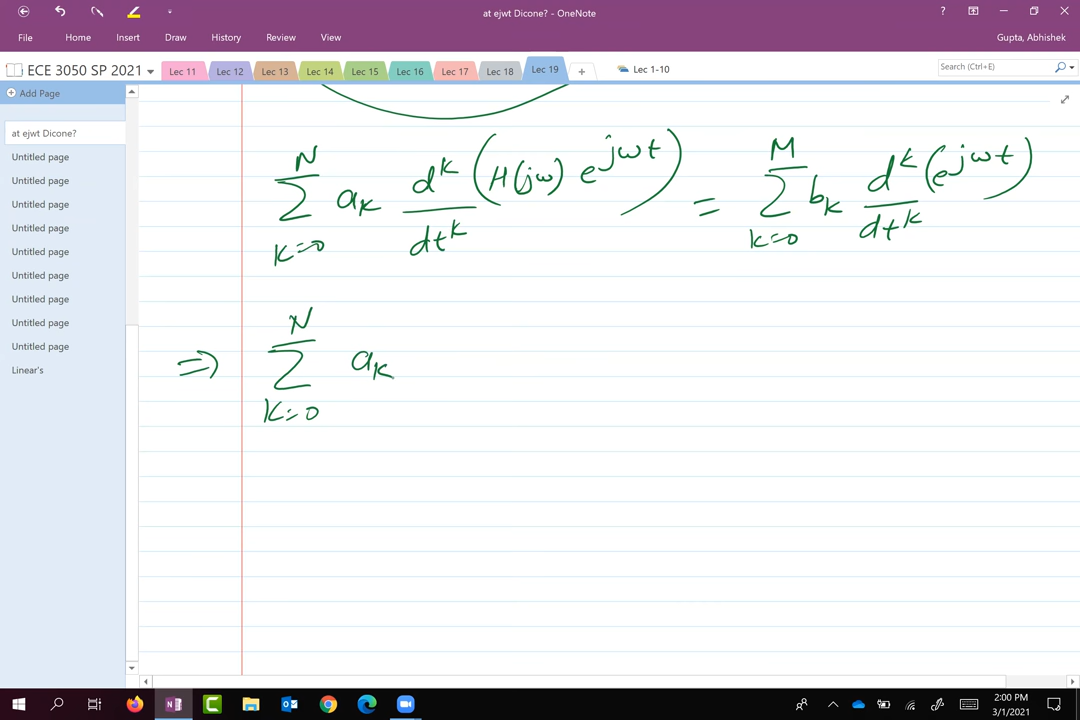 at ejwt Dicone? - OneNote
?
File Home Insert Draw History Review View
Gupta, Abhishek
ECE 3050 SP 2021
Lec 11 Lec 12 Lec 13 Lec 14 Lec 15 Lec 16 Lec 17 Lec 18 Lec 19 + Lec 1-10
Search (Ctrl+E)
Add Page
at ejwt Dicone?
Untitled page
Untitled page
Untitled page
Untitled page
Untitled page
Untitled page
Untitled page
Untitled page
Untitled page
Linear's
∑_{k=0}^{N} a_k d^k/dt^k (H(jω) e^{jωt}) = ∑_{k=0}^{M} b_k d^k/dt^k (e^{jωt})
⇒ ∑_{k=0}^{N} a_k
2:00 PM
3/1/2021